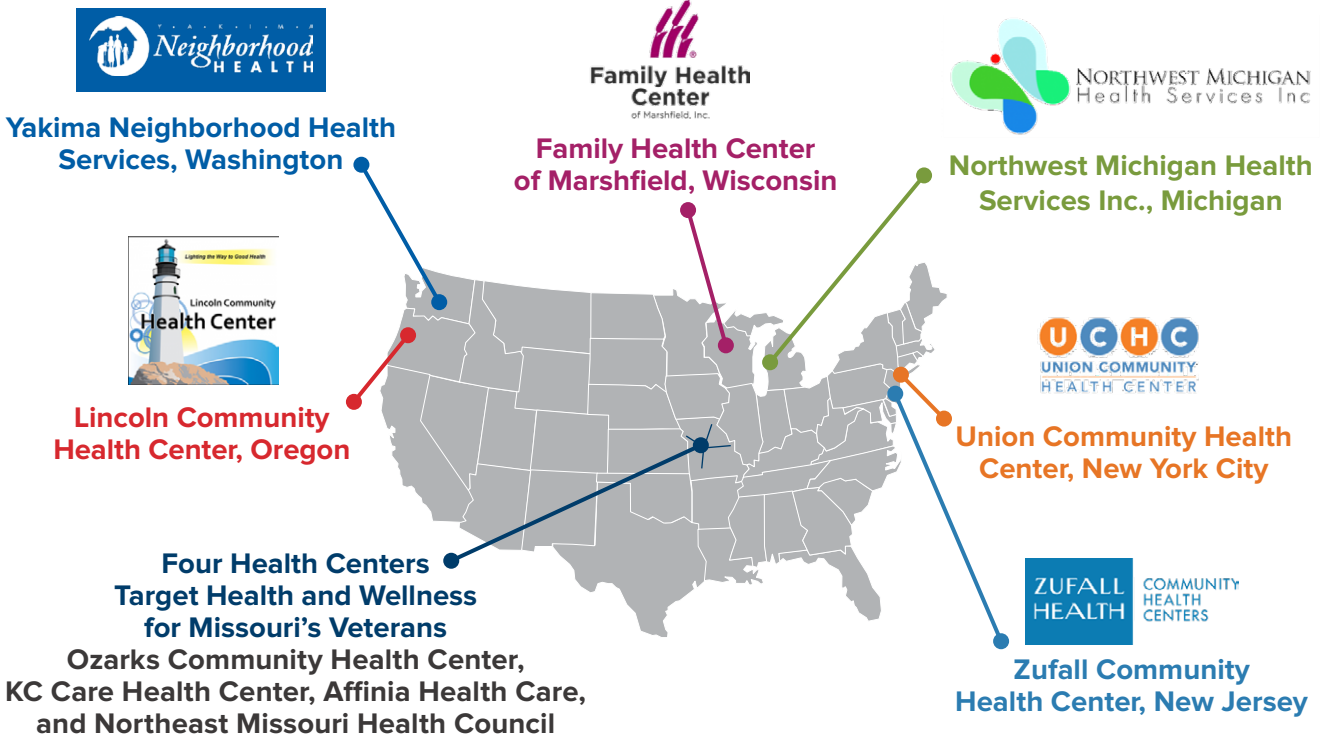 YAKIMA
Neighborhood
HEALTH
Yakima Neighborhood Health
Services, Washington
Family Health
Center
of Marshfield, Inc.
Family Health Center
of Marshfield, Wisconsin
NORTHWEST MICHIGAN
Health Services Inc
Northwest Michigan Health
Services Inc., Michigan
Lighting the Way to Good Health
Lincoln Community
Health Center
Lincoln Community
Health Center, Oregon
UCHC
UNION COMMUNITY
HEALTH CENTER
Union Community Health
Center, New York City
Four Health Centers
Target Health and Wellness
for Missouri's Veterans
Ozarks Community Health Center,
KC Care Health Center, Affinia Health Care,
and Northeast Missouri Health Council
ZUFALL
HEALTH
COMMUNITY
HEALTH
CENTERS
Zufall Community
Health Center, New Jersey